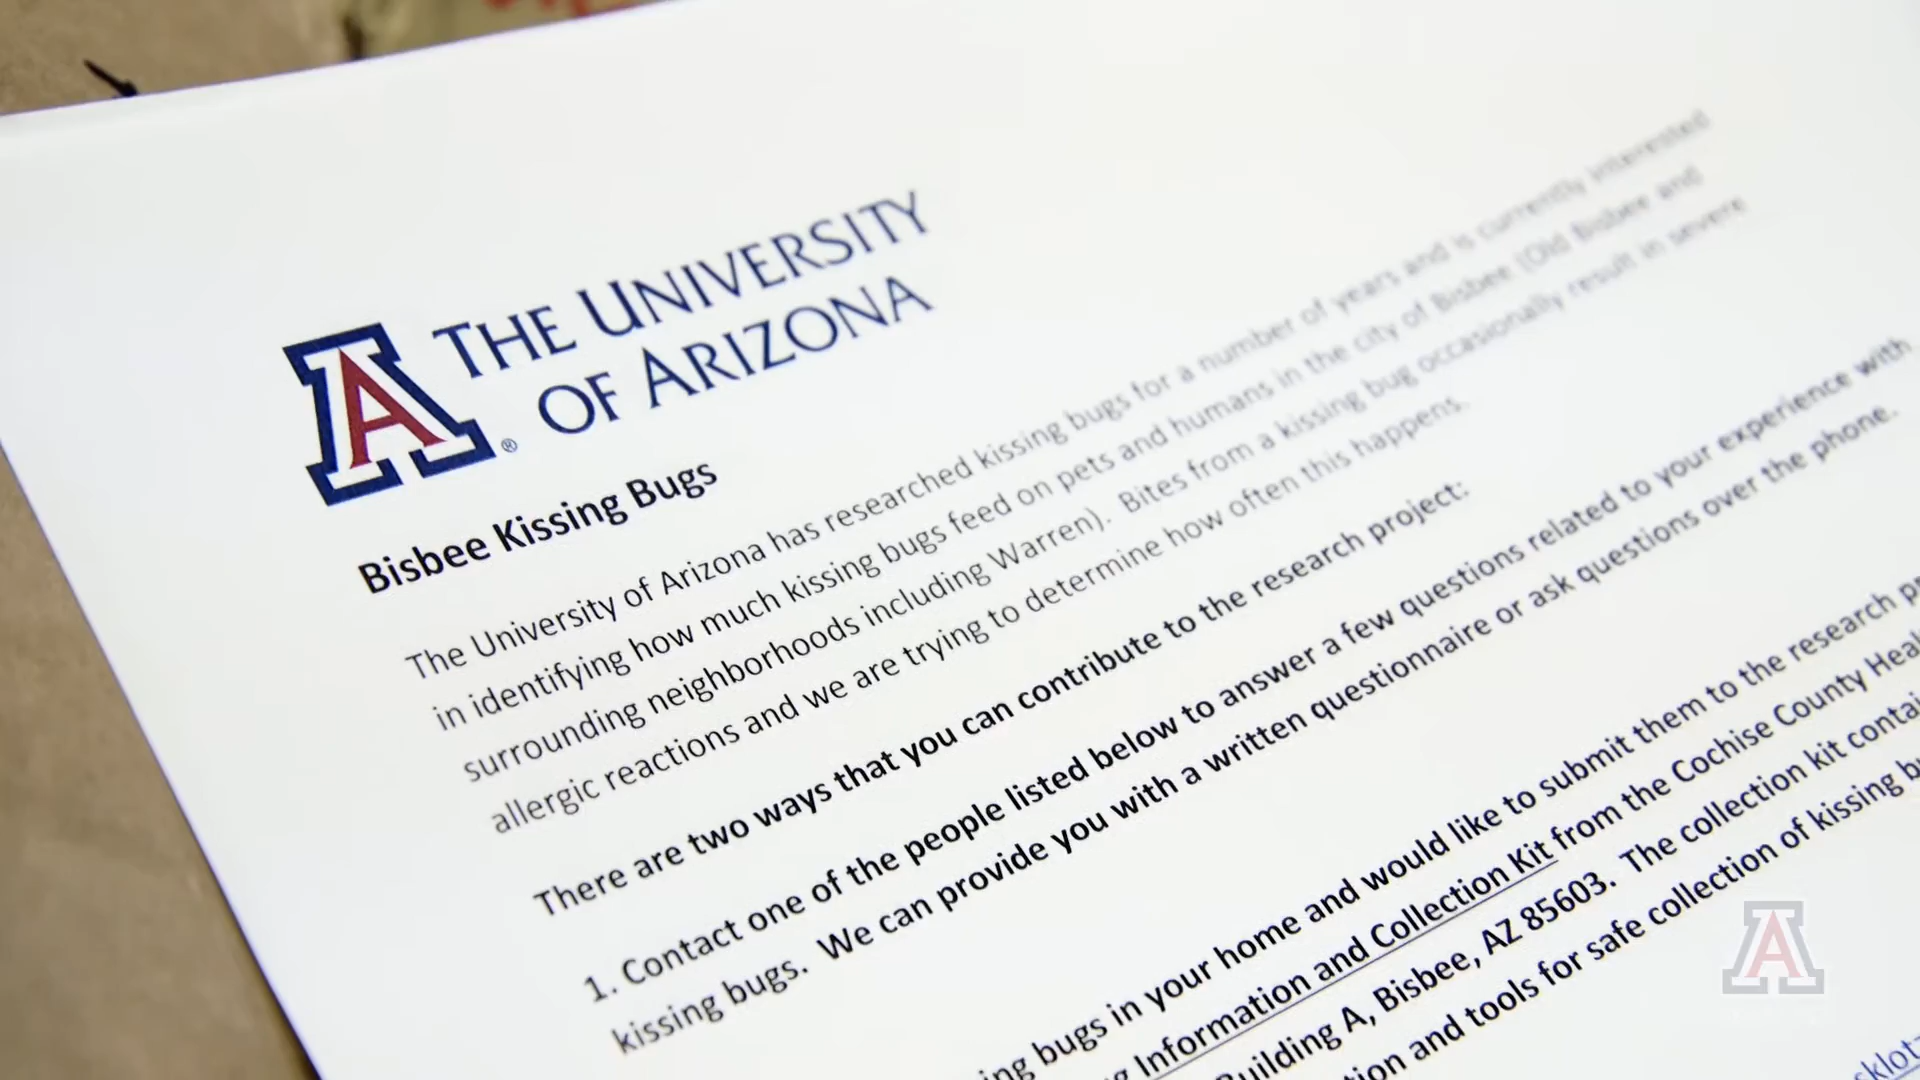 THE UNIVERSITY
OF ARIZONA
A
®
Bisbee Kissing Bugs
The University of Arizona has researched kissing bugs for a number of years and is currently interested
in identifying how much kissing bugs feed on pets and humans in the city of Bisbee (Old Bisbee and
surrounding neighborhoods including Warren). Bites from a kissing bug occasionally result in severe
allergic reactions and we are trying to determine how often this happens.
There are two ways that you can contribute to the research project:
1. Contact one of the people listed below to answer a few questions related to your experience with
kissing bugs. We can provide you with a written questionnaire or ask questions over the phone.
bugs in your home and would like to submit them to the research
Information and Collection Kit from the Cochise County
Building A, Bisbee, AZ 85603. The collection kit
and tools for safe collection of kissing
A